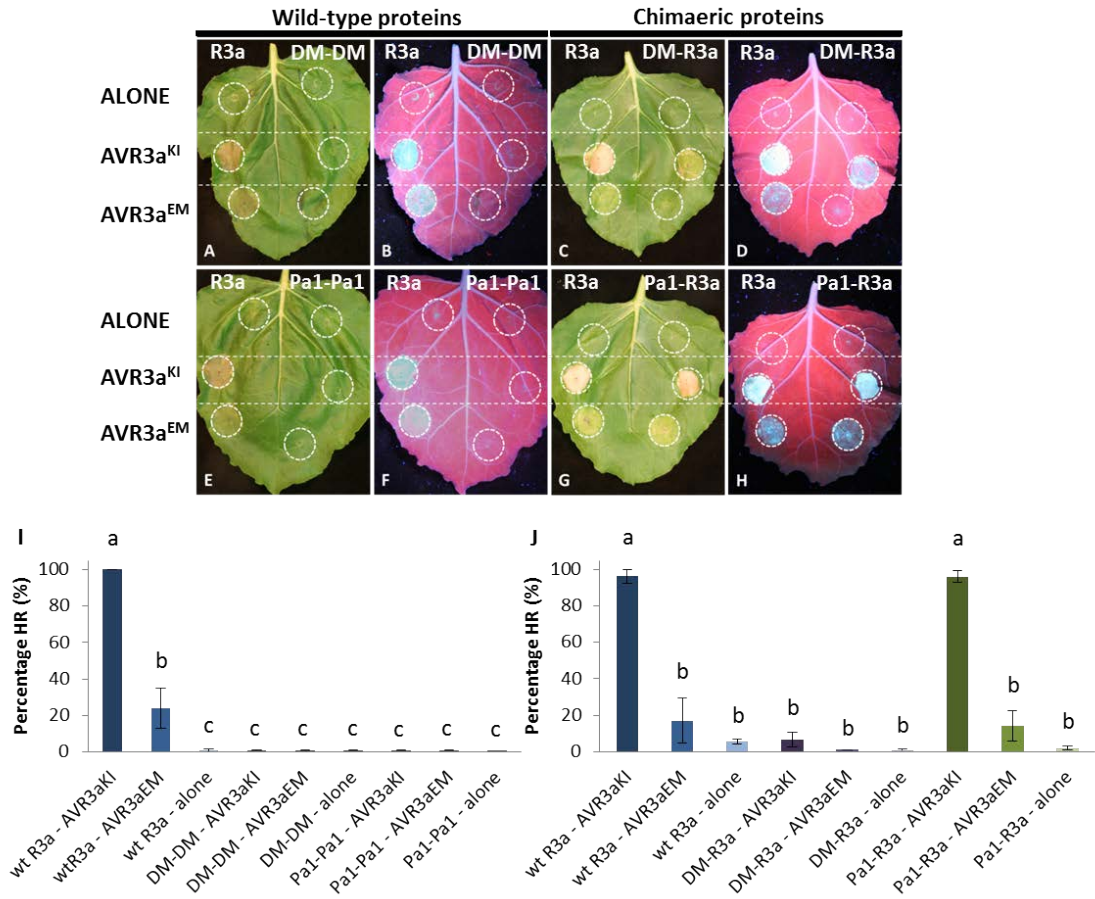 Wild-type proteins Chimaeric proteins
R3a DM-DM R3a DM-DM R3a DM-R3a R3a DM-R3a
ALONE
AVR3aKI
AVR3aEM
A B C D
R3a Pa1-Pa1 R3a Pa1-Pa1 R3a Pa1-R3a R3a Pa1-R3a
ALONE
AVR3aKI
AVR3aEM
E F G H
I
Percentage HR (%)
100
80
60
40
20
0
a b c c c c c c c
wt R3a - AVR3aKI
wtR3a - AVR3aEM
wt R3a - alone
DM-DM - AVR3aKI
DM-DM - AVR3aEM
DM-DM - alone
Pa1-Pa1 - AVR3aKI
Pa1-Pa1 - AVR3aEM
Pa1-Pa1 - alone
J
Percentage HR (%)
100
80
60
40
20
0
a b b b b b a b b
wt R3a - AVR3aKI
wt R3a - AVR3aEM
wt R3a - alone
DM-R3a - AVR3aKI
DM-R3a - AVR3aEM
DM-R3a - alone
Pa1-R3a - AVR3aKI
Pa1-R3a - AVR3aEM
Pa1-R3a - alone